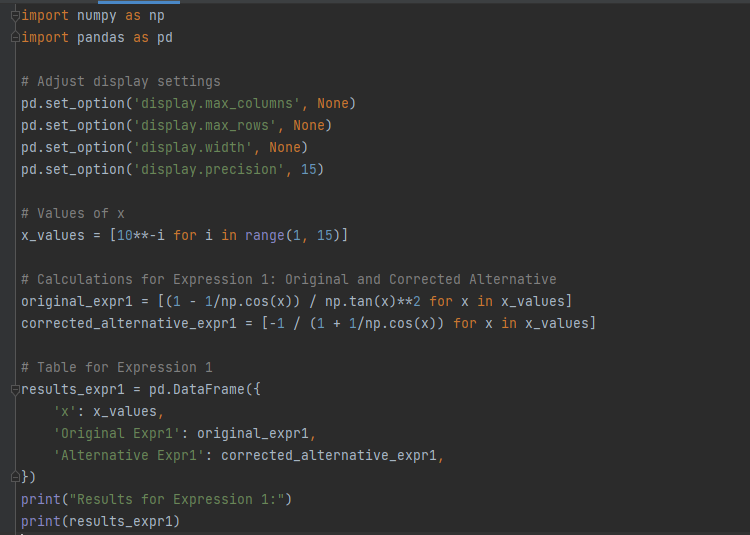 import numpy as np
import pandas as pd

# Adjust display settings
pd.set_option('display.max_columns', None)
pd.set_option('display.max_rows', None)
pd.set_option('display.width', None)
pd.set_option('display.precision', 15)

# Values of x
x_values = [10**-i for i in range(1, 15)]

# Calculations for Expression 1: Original and Corrected Alternative
original_expr1 = [(1 - 1/np.cos(x)) / np.tan(x)**2 for x in x_values]
corrected_alternative_expr1 = [-1 / (1 + 1/np.cos(x)) for x in x_values]

# Table for Expression 1
results_expr1 = pd.DataFrame({
    'x': x_values,
    'Original Expr1': original_expr1,
    'Alternative Expr1': corrected_alternative_expr1,
})
print("Results for Expression 1:")
print(results_expr1)